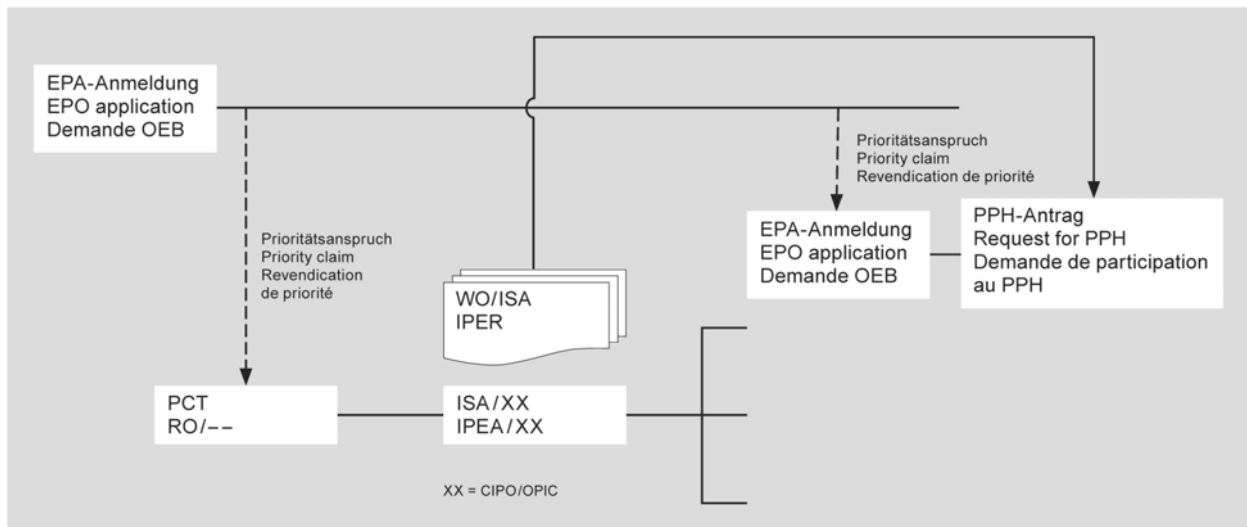 EPA-Anmeldung
EPO application
Demande OEB
Prioritätsanspruch
Priority claim
Revendication de priorité
EPA-Anmeldung
EPO application
Demande OEB
PPH-Antrag
Request for PPH
Demande de participation
au PPH
Prioritätsanspruch
Priority claim
Revendication
de priorité
WO/ISA
IPER
PCT
RO/––
ISA/XX
IPEA/XX
XX = CIPO/OPIC